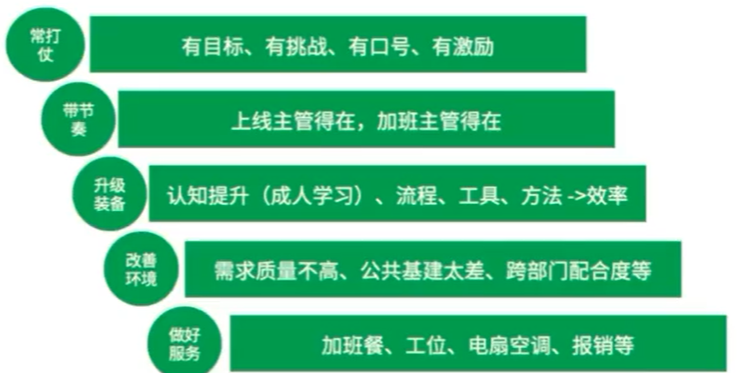 常打
仗
有目标、有挑战、有口号、有激励
带节
奏
上线主管得在，加班主管得在
升级
装备
认知提升（成人学习）、流程、工具、方法 ->效率
改善
环境
需求质量不高、公共基建太差、跨部门配合度等
做好
服务
加班餐、工位、电扇空调、报销等